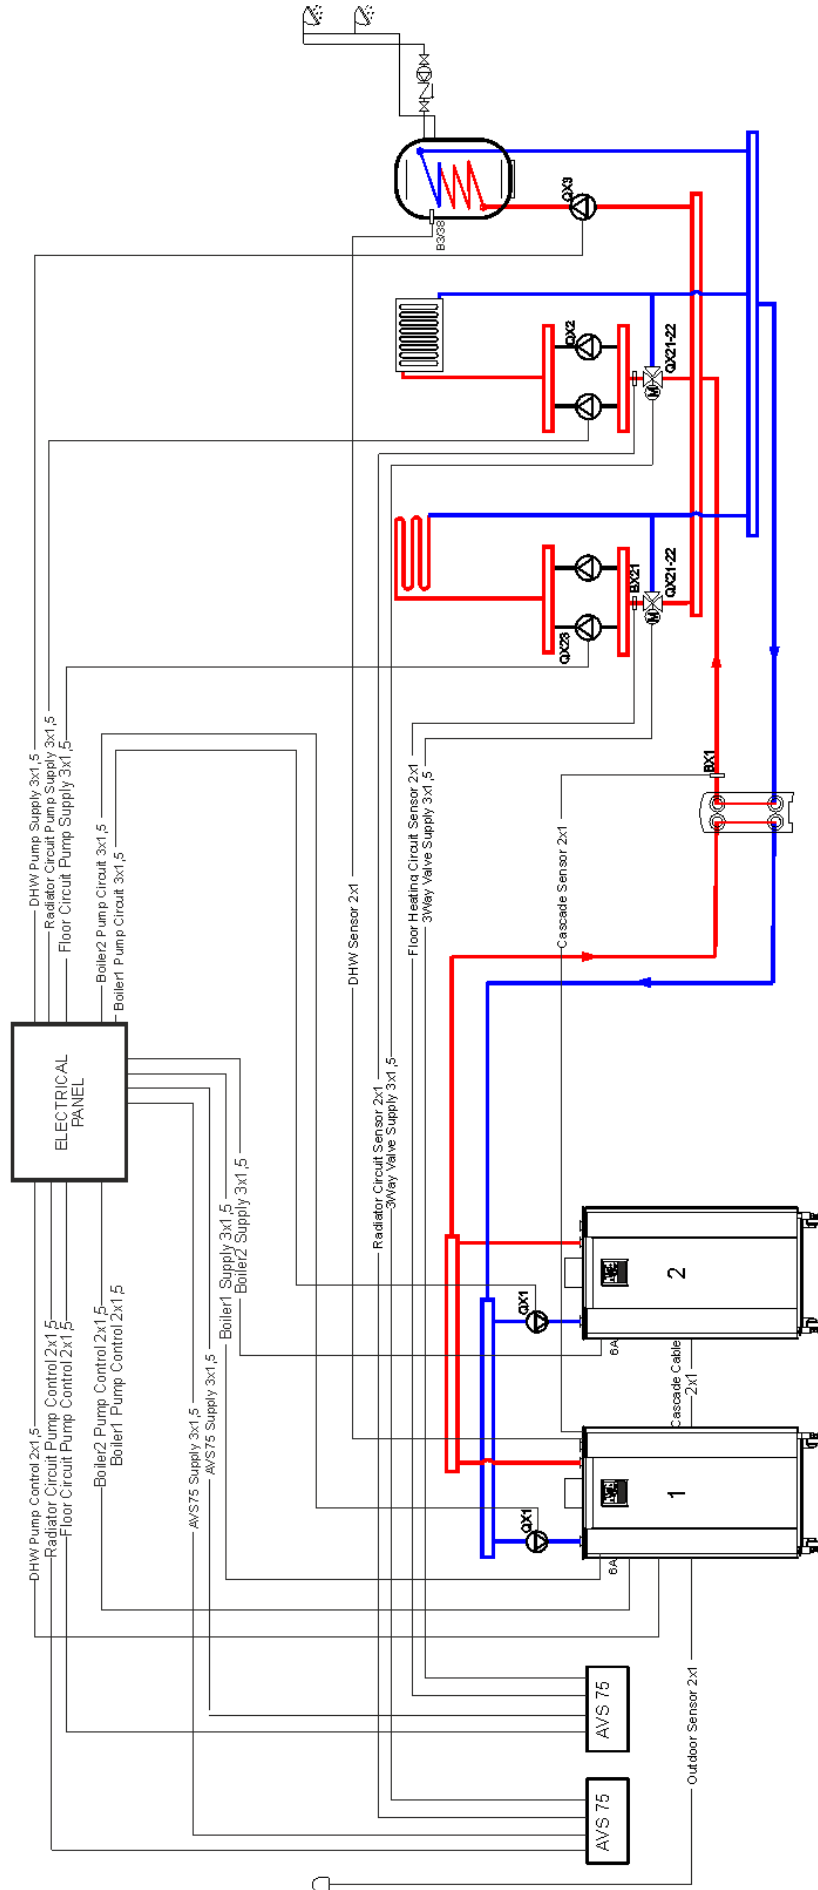 DHW Pump Supply 3x1,5
Radiator Circuit Pump Supply 3x1,5
Floor Circuit Pump Supply 3x1,5
Boiler2 Pump Circuit 3x1,5
Boiler1 Pump Circuit 3x1,5
ELECTRICAL
PANEL
DHW Pump Control 2x1,5
Radiator Circuit Pump Control 2x1,5
Floor Circuit Pump Control 2x1,5
Boiler2 Pump Control 2x1,5
Boiler1 Pump Control 2x1,5
AVS75 Supply 3x1,5
AVS75 Supply 3x1,5
Boiler1 Supply 3x1,5
Boiler2 Supply 3x1,5
DHW Sensor 2x1
Radiator Circuit Sensor 2x1
3Way Valve Supply 3x1,5
Floor Heating Circuit Sensor 2x1
3Way Valve Supply 3x1,5
Cascade Sensor 2x1
B3/38
QX3
QX2
QX21-22
QX23
BX21
QX21-22
BX1
QX1
QX1
6A
6A
1
2
Cascade Cable
2x1
Outdoor Sensor 2x1
AVS 75
AVS 75